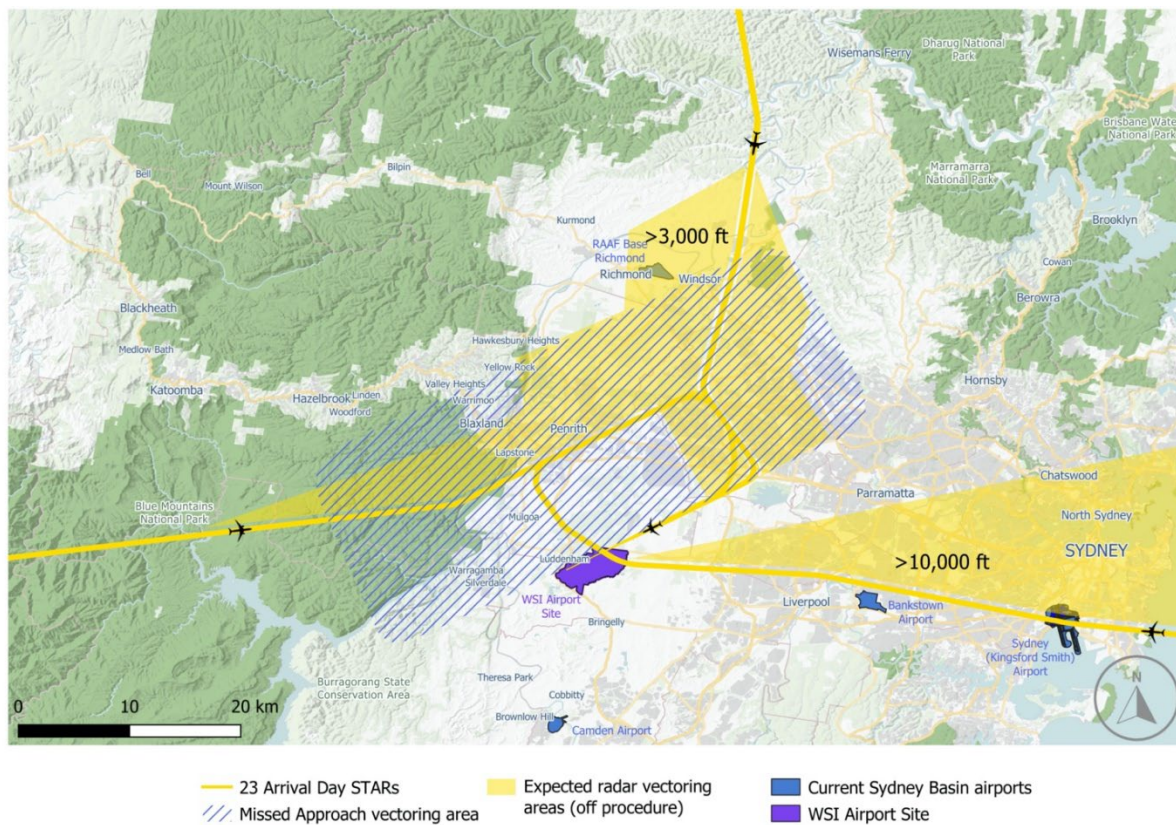 Dharug National
Park
Wisemans Ferry
Brisbane Water
National Park
Bell
Mount Wilson
Bilpin
Marramarra
National Park
Kurmond
Brooklyn
>3,000 ft
RAAF Base
Richmond
Richmond
Windsor
Cowan
Berowra
Blackheath
Medlow Bath
Hawkesbury Heights
Yellow Rock
Valley Heights
Warrimoo
Katoomba
Hazelbrook
Linden
Woodford
Blaxland
Penrith
Hornsby
Lapstone
Chatswood
Blue Mountains
National Park
Mulgoa
Parramatta
North Sydney
SYDNEY
Luddenham
>10,000 ft
Warragamba
Silverdale
WSI Airport
Site
Liverpool
Bankstown
Airport
Bringelly
Sydney
(Kingsford Smith)
Airport
Burragorang State
Conservation Area
Theresa Park
Cobbitty
Brownlow Hill
Camden Airport
N
0 10 20 km
23 Arrival Day STARs
Missed Approach vectoring area
Expected radar vectoring
areas (off procedure)
Current Sydney Basin airports
WSI Airport Site